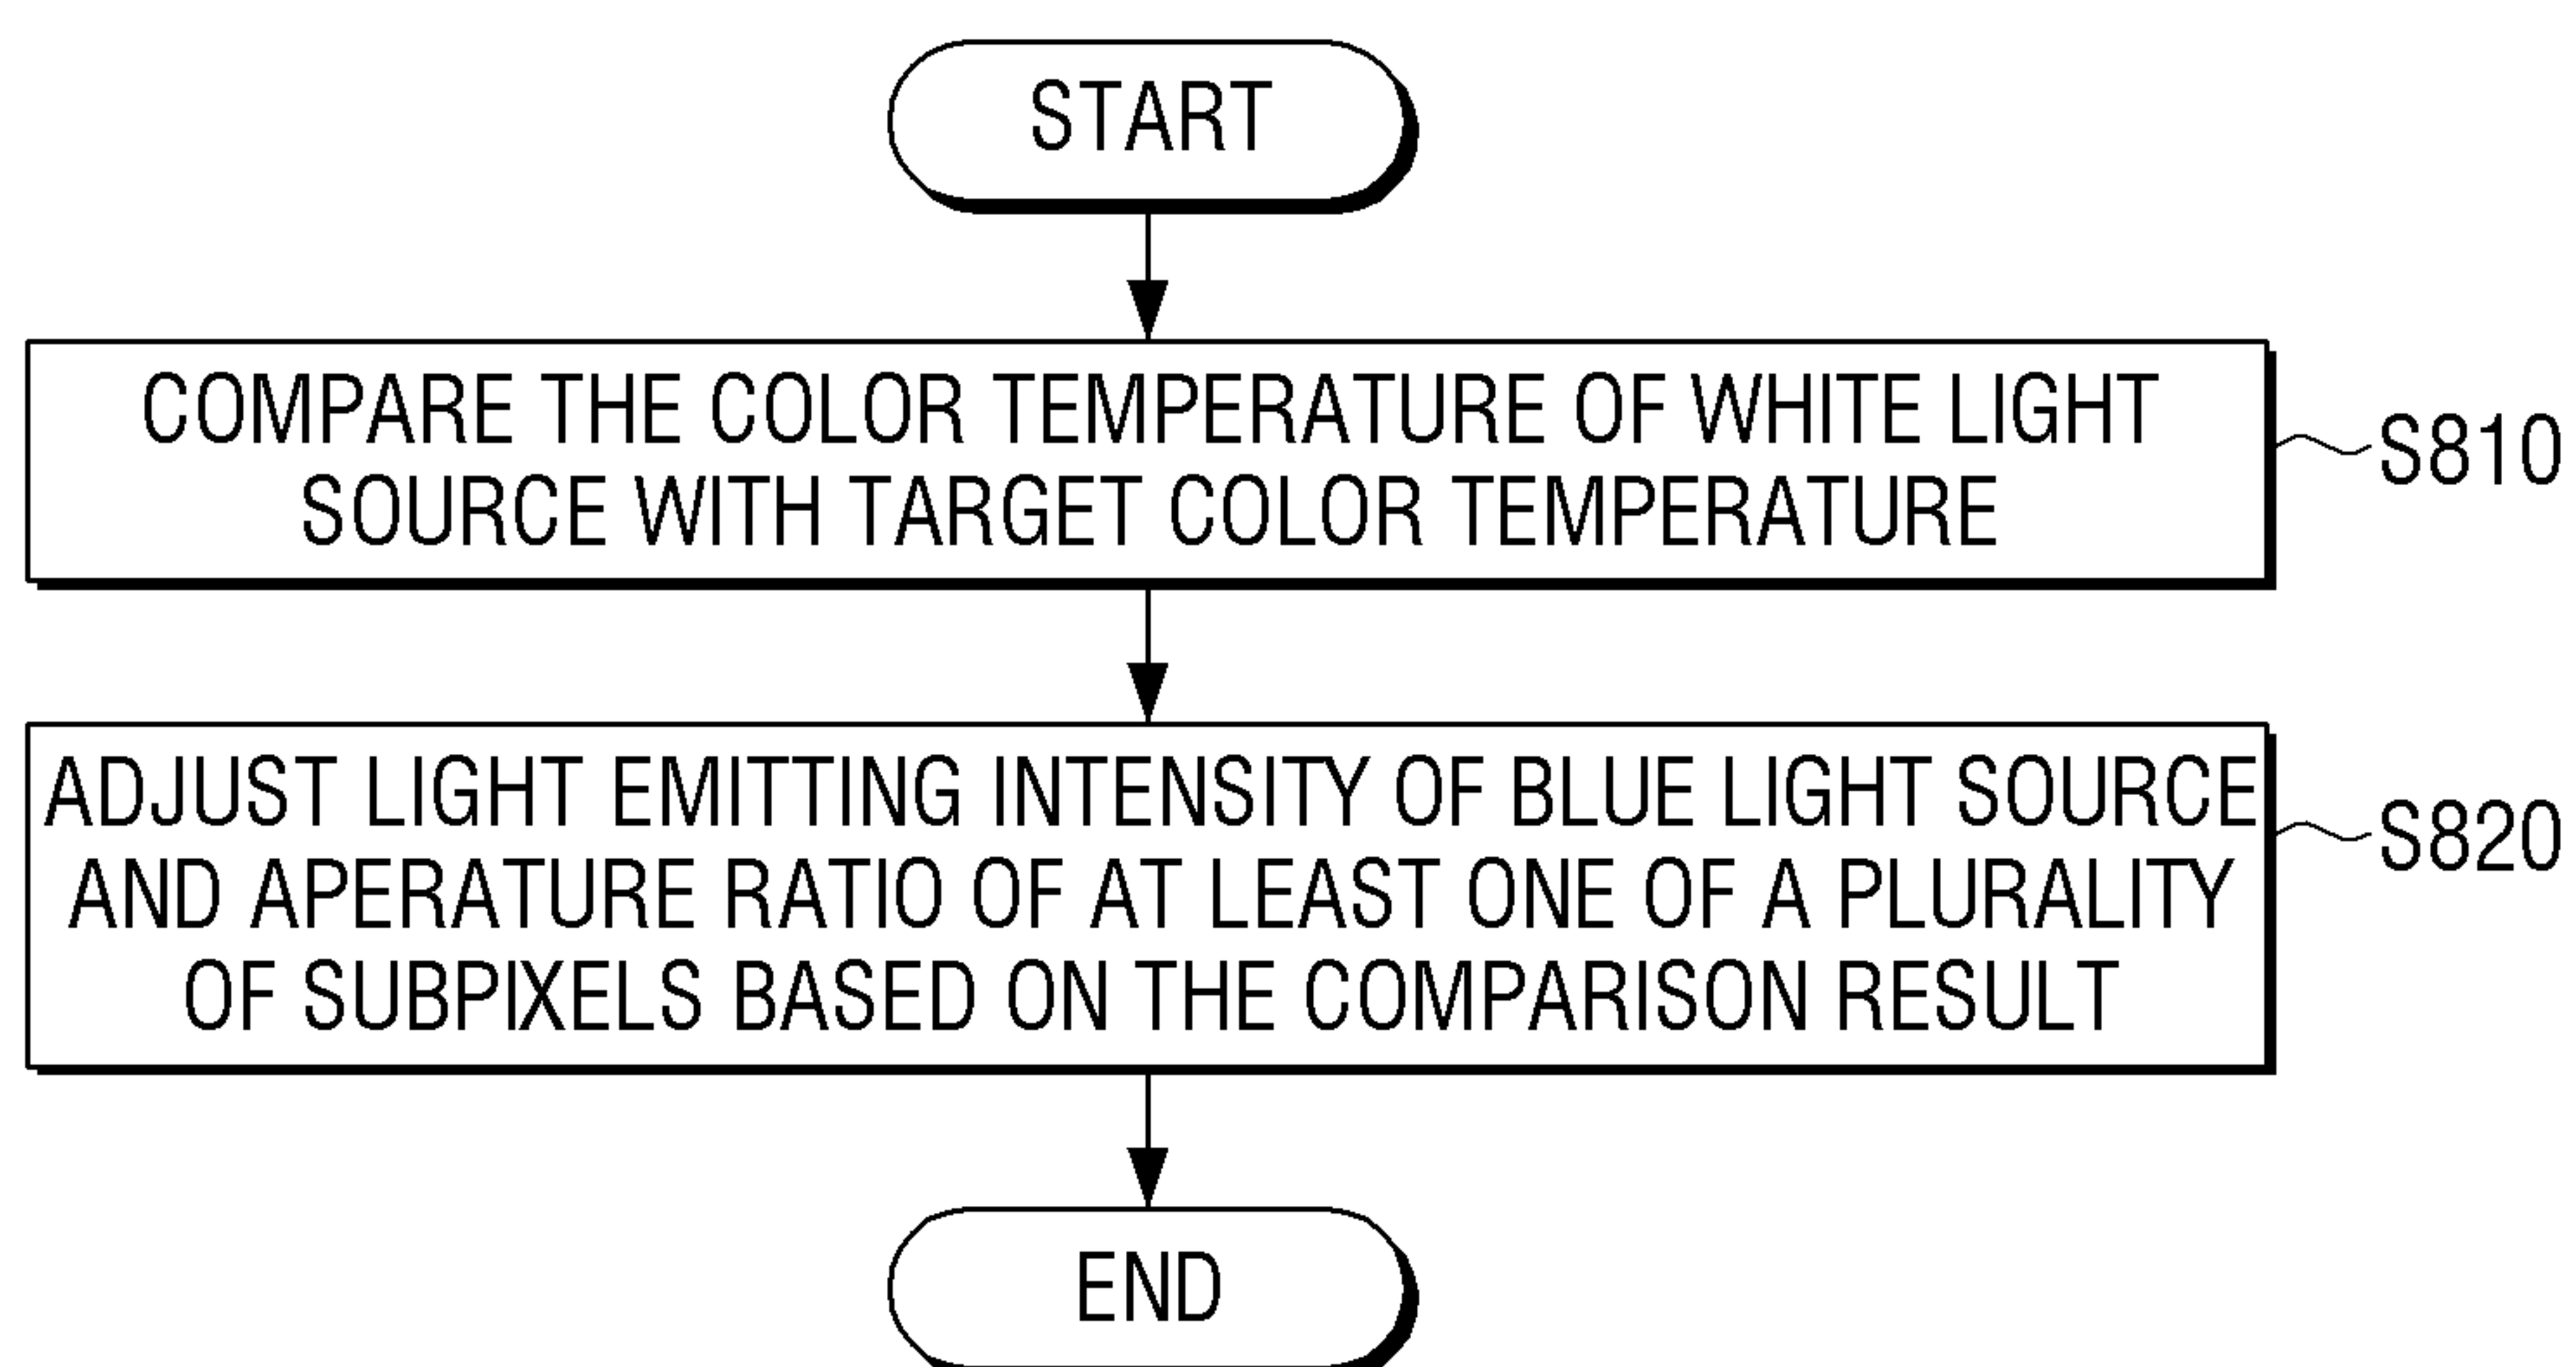 START
COMPARE THE COLOR TEMPERATURE OF WHITE LIGHT
SOURCE WITH TARGET COLOR TEMPERATURE
S810
ADJUST LIGHT EMITTING INTENSITY OF BLUE LIGHT SOURCE
AND APERATURE RATIO OF AT LEAST ONE OF A PLURALITY
OF SUBPIXELS BASED ON THE COMPARISON RESULT
S820
END